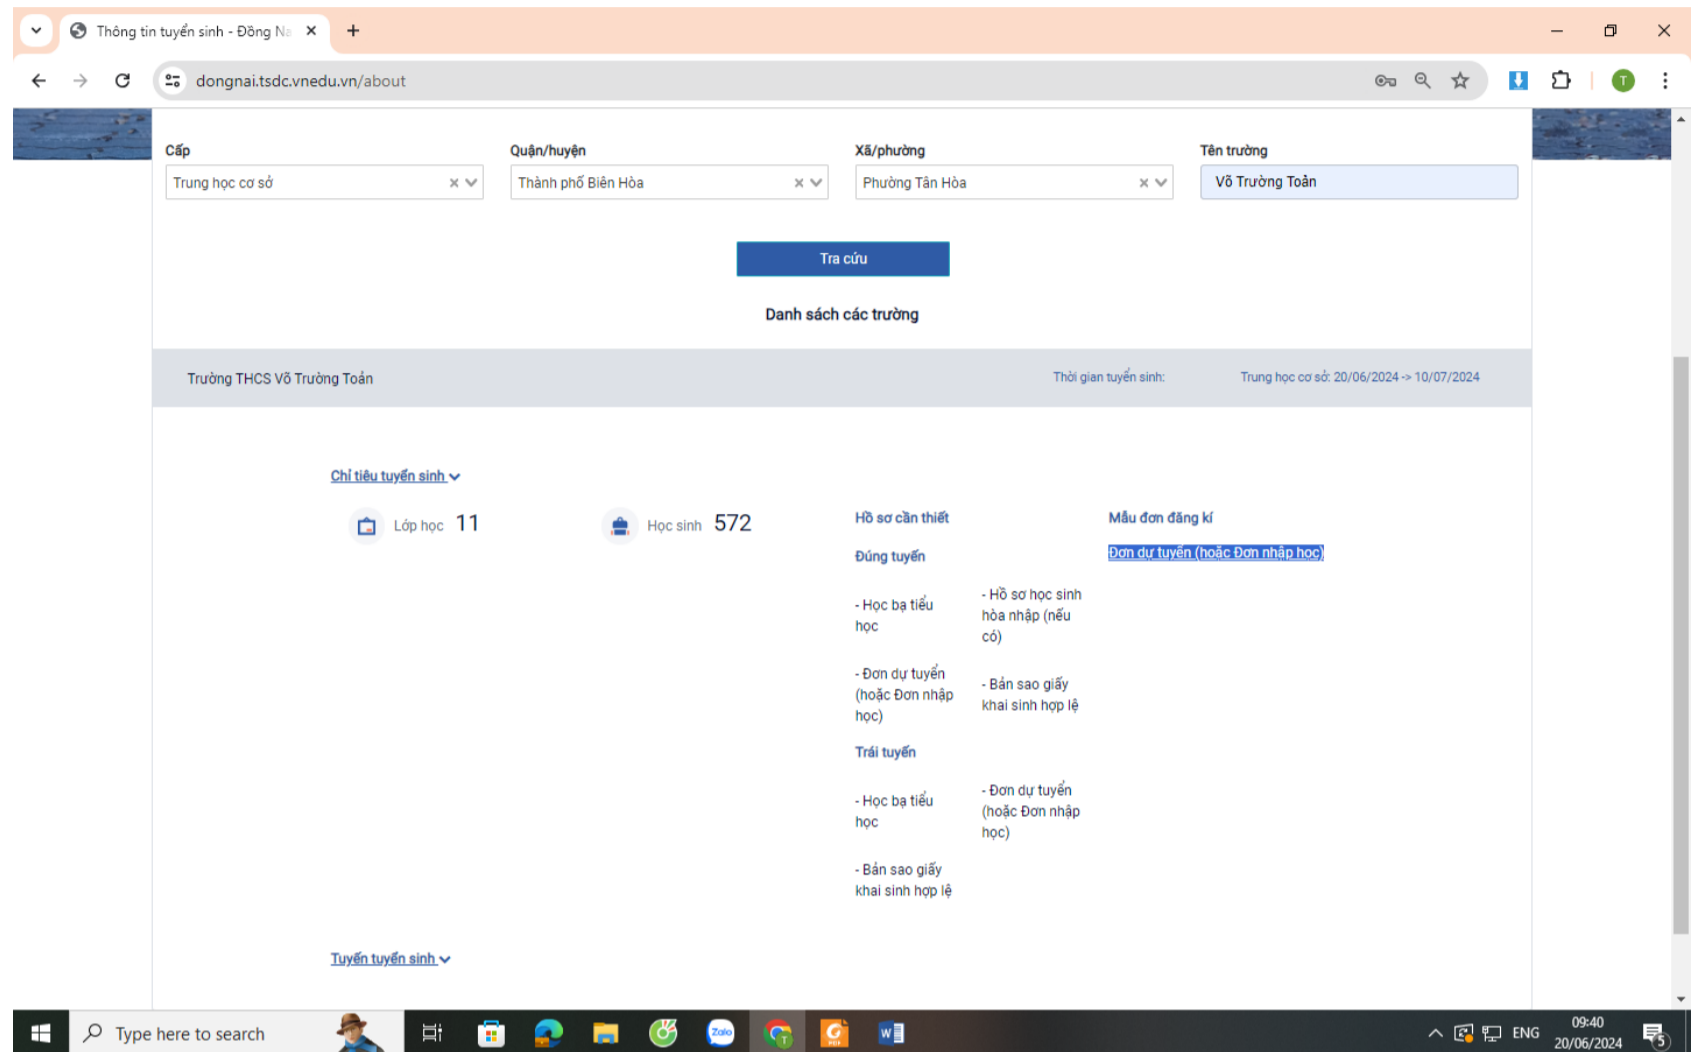 Thông tin tuyển sinh - Đồng Na
dongnai.tsdc.vnedu.vn/about
T
Cấp
Quận/huyện
Xã/phường
Tên trường
Trung học cơ sở
Thành phố Biên Hòa
Phường Tân Hòa
Võ Trường Toản
Tra cứu
Danh sách các trường
Trường THCS Võ Trường Toản
Thời gian tuyển sinh:
Trung học cơ sở: 20/06/2024 -> 10/07/2024
Chỉ tiêu tuyển sinh
Lớp học 11
Học sinh 572
Hồ sơ cần thiết
Mẫu đơn đăng kí
Đúng tuyến
Đơn dự tuyển (hoặc Đơn nhập học)
- Học bạ tiểu
học
- Hồ sơ học sinh
hòa nhập (nếu
có)
- Đơn dự tuyển
(hoặc Đơn nhập
học)
- Bản sao giấy
khai sinh hợp lệ
Trái tuyến
- Học bạ tiểu
học
- Đơn dự tuyển
(hoặc Đơn nhập
học)
- Bản sao giấy
khai sinh hợp lệ
Tuyến tuyển sinh
Type here to search
Zalo
T
PDF
W
ENG
09:40
20/06/2024
5